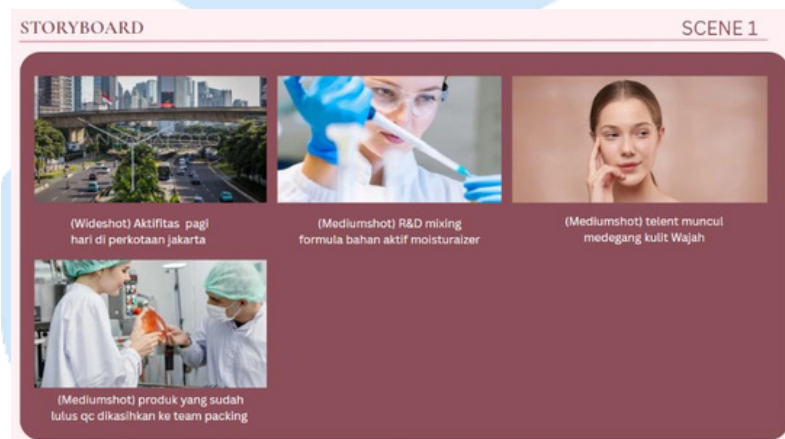 STORYBOARD
SCENE 1
(Wideshot) Aktifitas pagi
hari di perkotaan jakarta
(Mediumshot) R&D mixing
formula bahan aktif moisturaizer
(Mediumshot) telent muncul
medegang kulit Wajah
(Mediumshot) produk yang sudah
lulus qc dikasihkan ke team packing